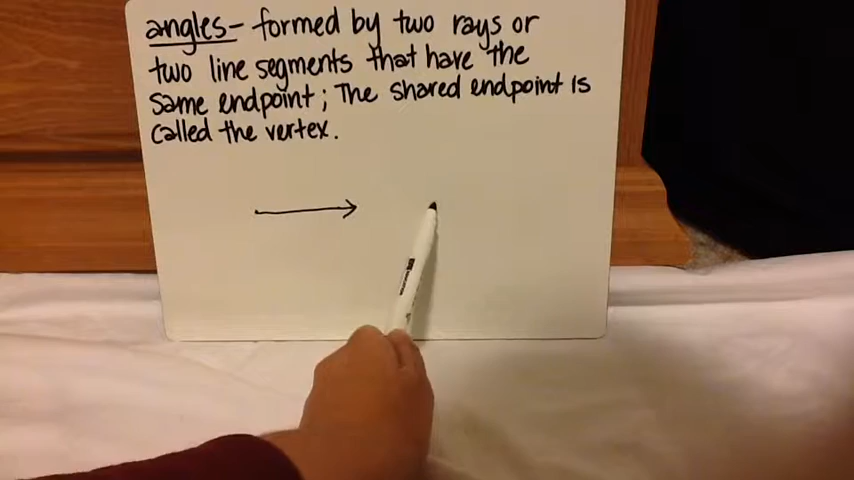 angles- formed by two rays or
two line segments that have the
same endpoint; The shared endpoint is
called the vertex.